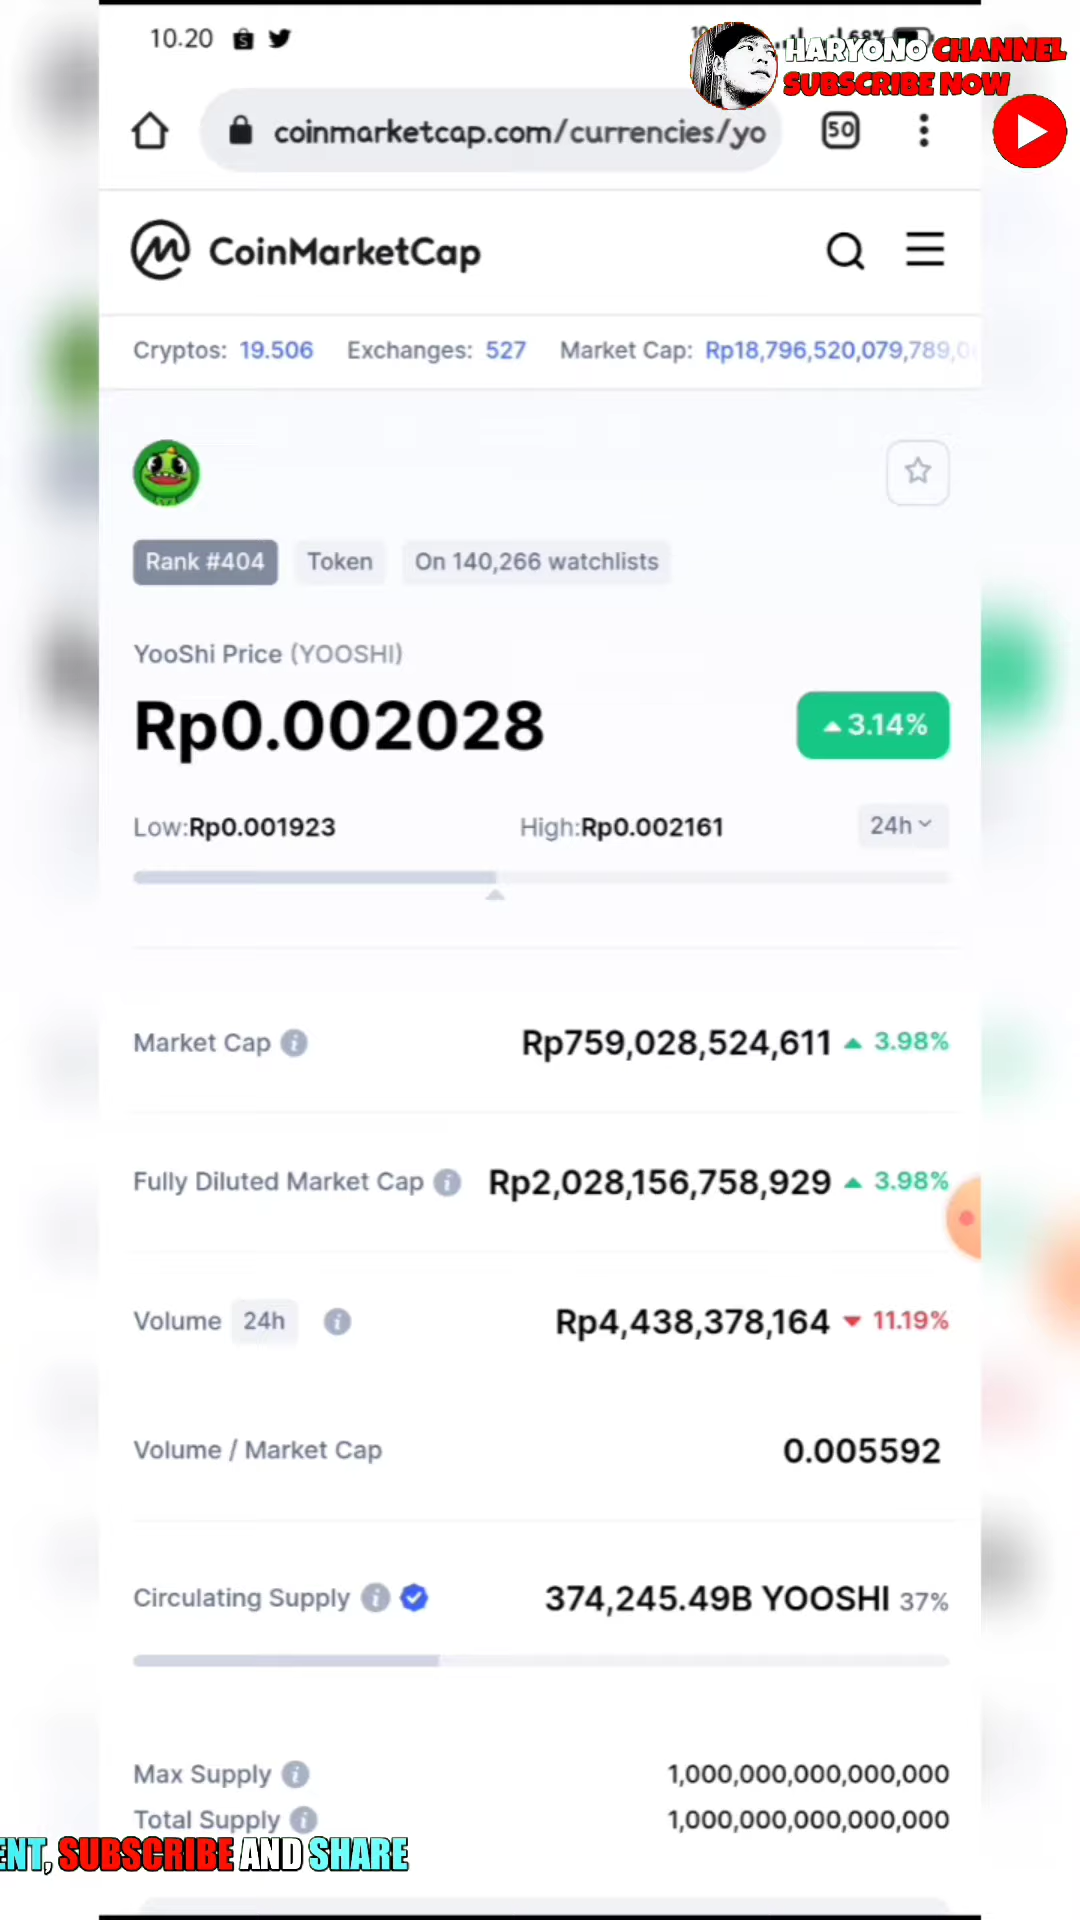 10.20
68%
HARYONO CHANNEL
SUBSCRIBE NOW
coinmarketcap.com/currencies/yo
50
CoinMarketCap
Cryptos: 19.506 Exchanges: 527 Market Cap: Rp18,796,520,079,789,0
Rank #404 Token On 140,266 watchlists
YooShi Price (YOOSHI)
Rp0.002028 3.14%
Low:Rp0.001923 High:Rp0.002161 24h
Market Cap Rp759,028,524,611 3.98%
Fully Diluted Market Cap Rp2,028,156,758,929 3.98%
Volume 24h Rp4,438,378,164 11.19%
Volume / Market Cap 0.005592
Circulating Supply 374,245.49B YOOSHI 37%
Max Supply 1,000,000,000,000,000
Total Supply 1,000,000,000,000,000
ENT, SUBSCRIBE AND SHARE